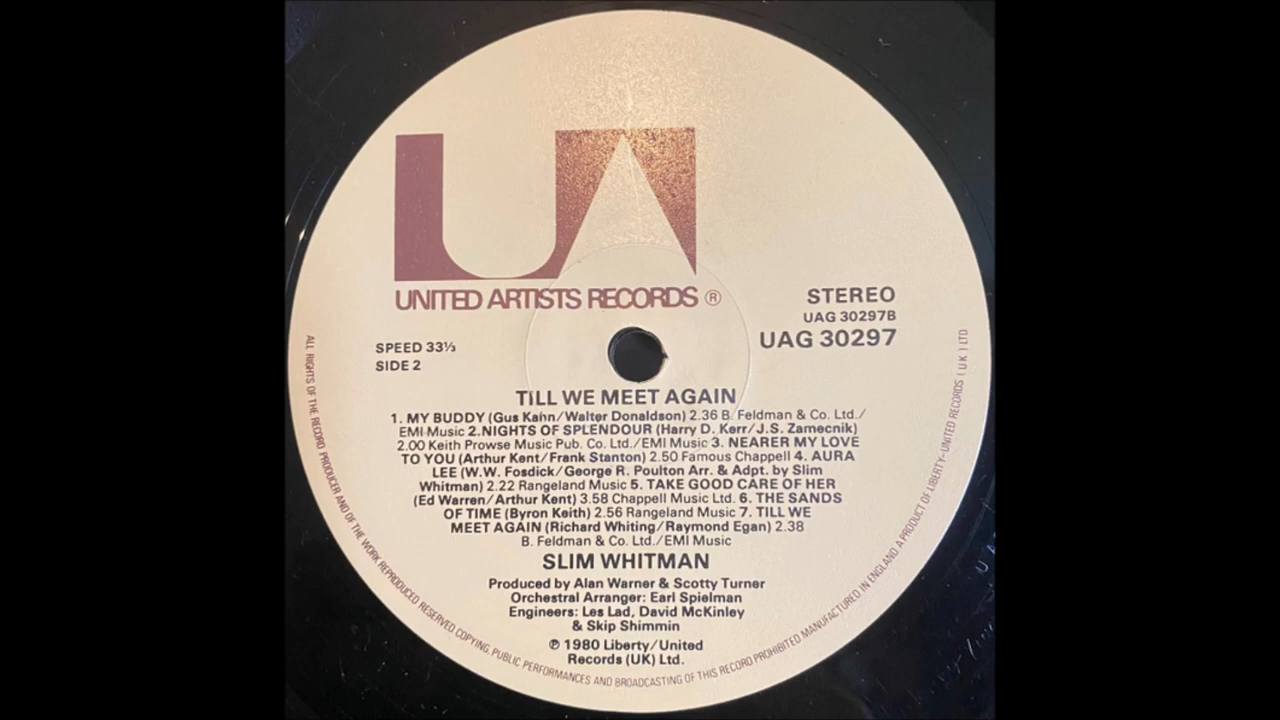 UA
UNITED ARTISTS RECORDS ®
STEREO
UAG 30297B
UAG 30297
SPEED 33⅓
SIDE 2
TILL WE MEET AGAIN
1. MY BUDDY (Gus Kahn/Walter Donaldson) 2.36 B. Feldman & Co. Ltd./
EMI Music 2. NIGHTS OF SPLENDOUR (Harry D. Kerr/J.S. Zamecnik)
2.00 Keith Prowse Music Pub. Co. Ltd./EMI Music 3. NEARER MY LOVE
TO YOU (Arthur Kent/Frank Stanton) 2.50 Famous Chappell 4. AURA
LEE (W.W. Fosdick/George R. Poulton Arr. & Adpt. by Slim
Whitman) 2.22 Rangeland Music 5. TAKE GOOD CARE OF HER
(Ed Warren/Arthur Kent) 3.58 Chappell Music Ltd. 6. THE SANDS
OF TIME (Byron Keith) 2.56 Rangeland Music 7. TILL WE
MEET AGAIN (Richard Whiting/Raymond Egan) 2.38
B. Feldman & Co. Ltd./EMI Music
SLIM WHITMAN
Produced by Alan Warner & Scotty Turner
Orchestral Arranger: Earl Spielman
Engineers: Les Lad, David McKinley
& Skip Shimmin
℗ 1980 Liberty/United
Records (UK) Ltd.
ALL RIGHTS OF THE RECORD PRODUCER AND OF THE WORK REPRODUCED RESERVED COPYING, PUBLIC PERFORMANCES AND BROADCASTING OF THIS RECORD PROHIBITED MANUFACTURED IN ENGLAND A PRODUCT OF LIBERTY-UNITED RECORDS (UK) LTD